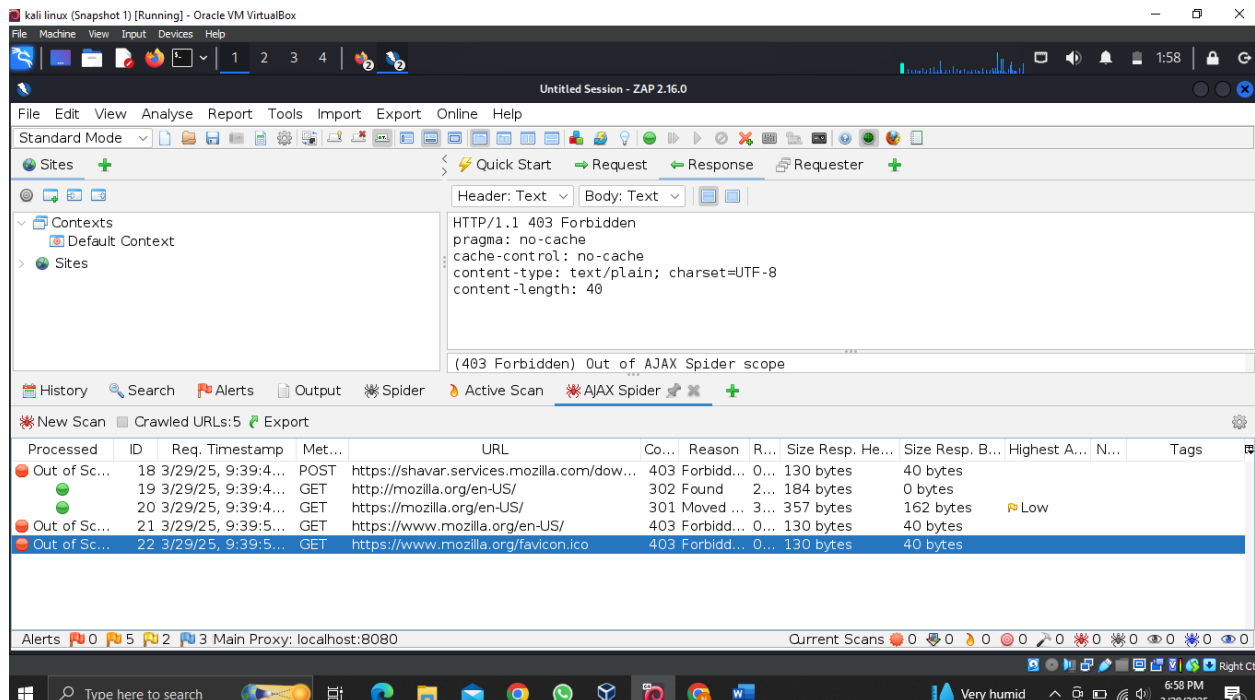 kali linux (Snapshot 1) [Running] - Oracle VM VirtualBox
File Machine View Input Devices Help
1 2 3 4 1:58
Untitled Session - ZAP 2.16.0
File Edit View Analyse Report Tools Import Export Online Help
Standard Mode
Sites
Quick Start Request Response Requester
Header: Text Body: Text
Contexts
Default Context
Sites
HTTP/1.1 403 Forbidden
pragma: no-cache
cache-control: no-cache
content-type: text/plain; charset=UTF-8
content-length: 40
(403 Forbidden) Out of AJAX Spider scope
History Search Alerts Output Spider Active Scan AJAX Spider
New Scan Crawled URLs:5 Export
Processed ID Req. Timestamp Met... URL Co... Reason R... Size Resp. He... Size Resp. B... Highest A... N... Tags
Out of Sc... 18 3/29/25, 9:39:4... POST https://shavar.services.mozilla.com/dow... 403 Forbidd... 0... 130 bytes 40 bytes
19 3/29/25, 9:39:4... GET http://mozilla.org/en-US/ 302 Found 2... 184 bytes 0 bytes
20 3/29/25, 9:39:4... GET https://mozilla.org/en-US/ 301 Moved ... 3... 357 bytes 162 bytes Low
Out of Sc... 21 3/29/25, 9:39:5... GET https://www.mozilla.org/en-US/ 403 Forbidd... 0... 130 bytes 40 bytes
Out of Sc... 22 3/29/25, 9:39:5... GET https://www.mozilla.org/favicon.ico 403 Forbidd... 0... 130 bytes 40 bytes
Alerts 0 5 2 3 Main Proxy: localhost:8080 Current Scans 0 0 0 0 0 0 0 0 0 0
Right Ct
Type here to search Very humid 6:58 PM